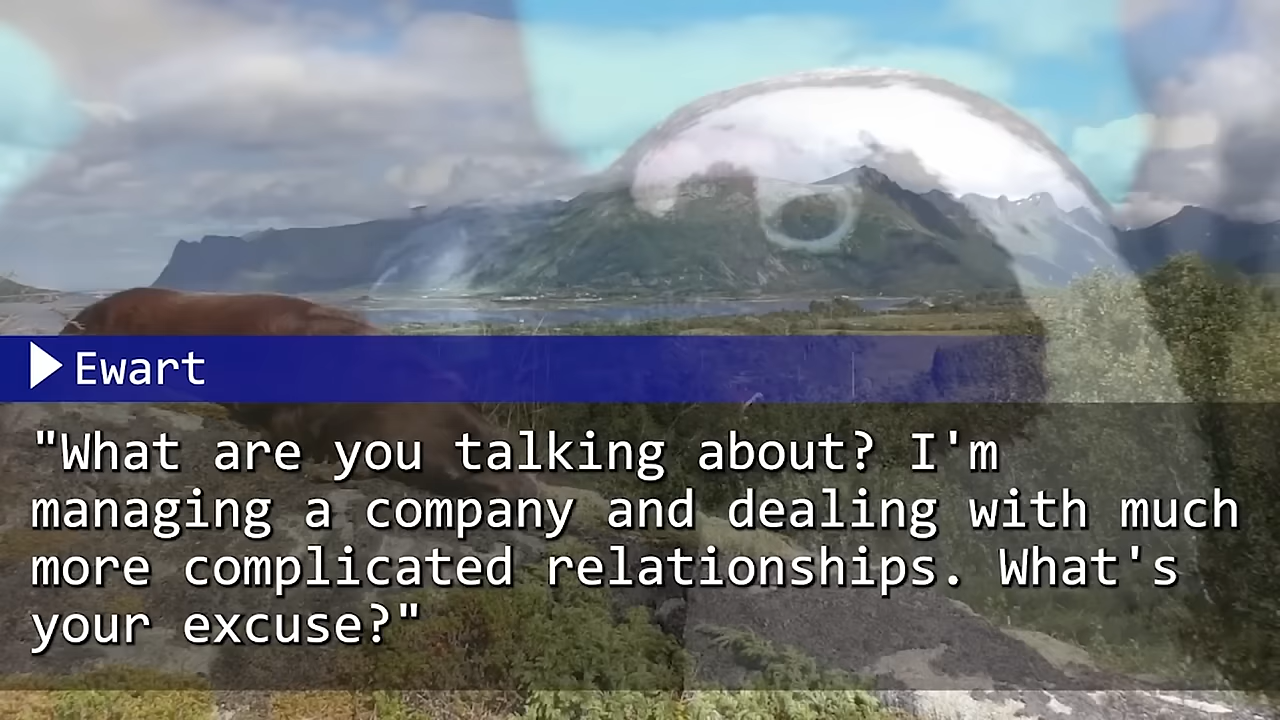 Ewart
"What are you talking about? I'm
managing a company and dealing with much
more complicated relationships. What's
your excuse?"